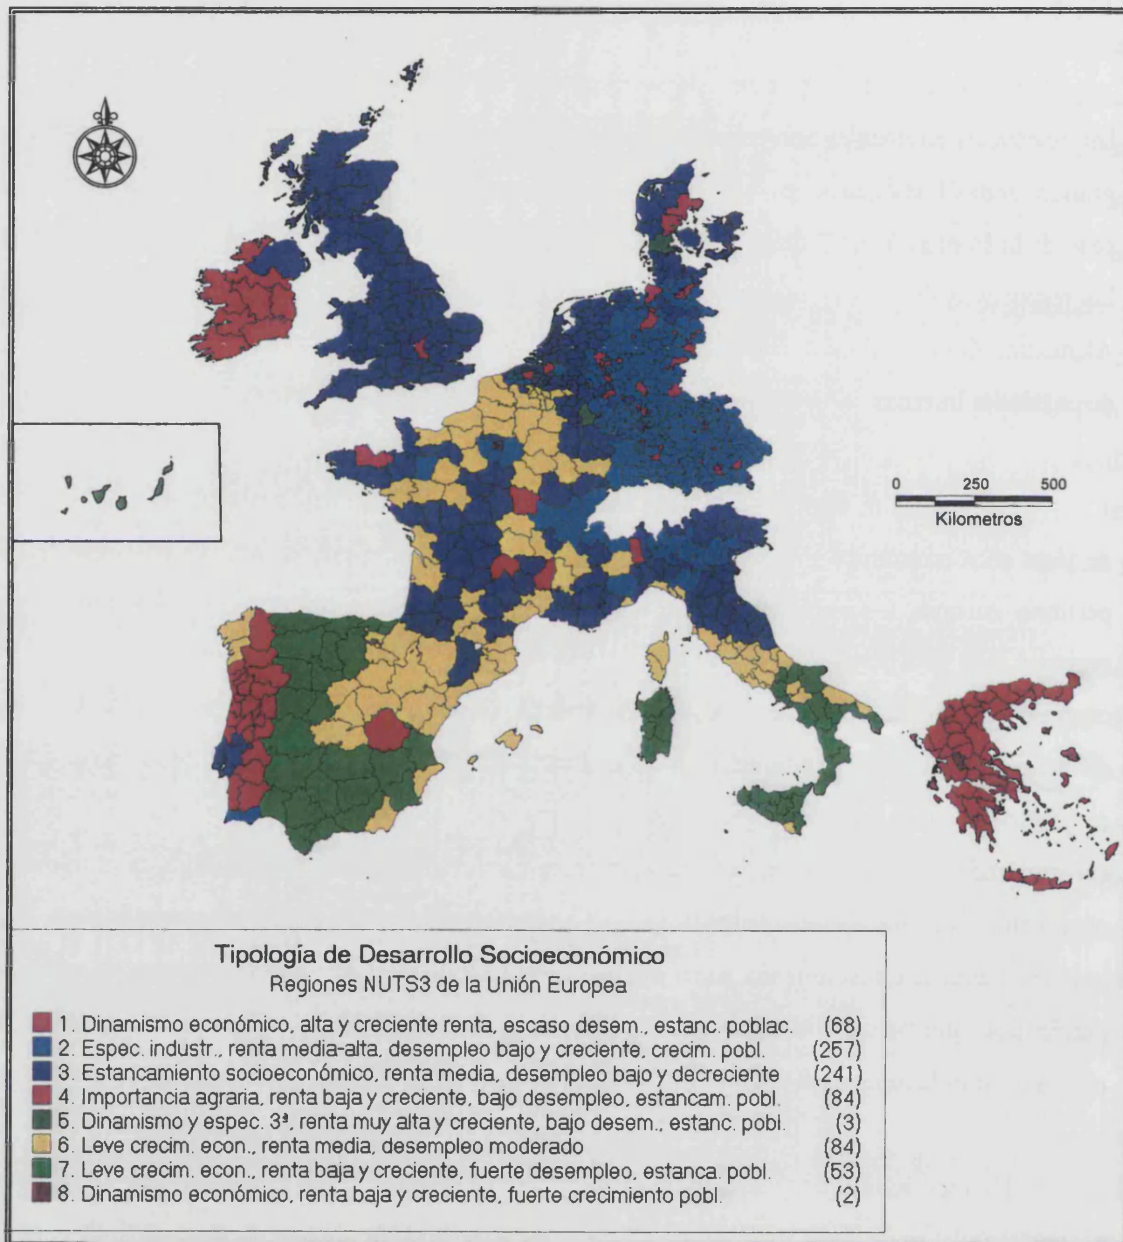 0 250 500
Kilometros
Tipología de Desarrollo Socioeconómico
Regiones NUTS3 de la Unión Europea
1. Dinamismo económico, alta y creciente renta, escaso desem., estanc. poblac. (68)
2. Espec. industr., renta media-alta, desempleo bajo y creciente, crecim. pobl. (257)
3. Estancamiento socioeconómico, renta media, desempleo bajo y decreciente (241)
4. Importancia agraria, renta baja y creciente, bajo desempleo, estancam. pobl. (84)
5. Dinamismo y espec. 3ª, renta muy alta y creciente, bajo desem., estanc. pobl. (3)
6. Leve crecim. econ., renta media, desempleo moderado (84)
7. Leve crecim. econ., renta baja y creciente, fuerte desempleo, estanca. pobl. (53)
8. Dinamismo económico, renta baja y creciente, fuerte crecimiento pobl. (2)